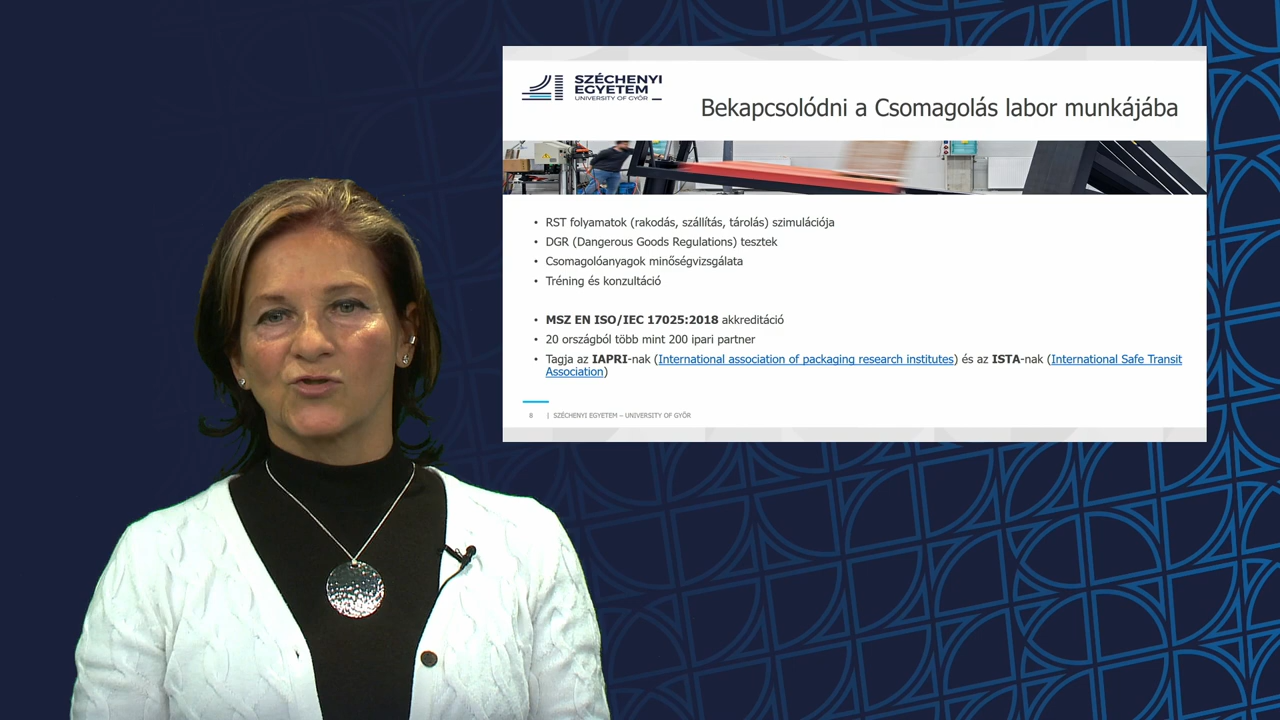 SZÉCHENYI
EGYETEM
UNIVERSITY OF GYŐR
Bekapcsolódni a Csomagolás labor munkájába
• RST folyamatok (rakodás, szállítás, tárolás) szimulációja
• DGR (Dangerous Goods Regulations) tesztek
• Csomagolóanyagok minőségvizsgálata
• Tréning és konzultáció
• MSZ EN ISO/IEC 17025:2018 akkreditáció
• 20 országból több mint 200 ipari partner
• Tagja az IAPRI-nak (International association of packaging research institutes) és az ISTA-nak (International Safe Transit
Association)
8 | SZÉCHENYI EGYETEM – UNIVERSITY OF GYŐR